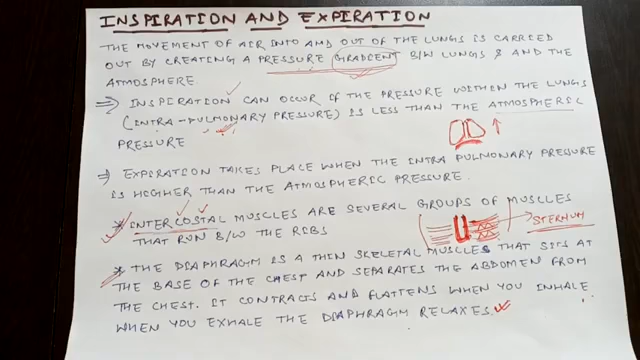 INSPIRATION AND EXPIRATION
THE MOVEMENT OF AIR INTO AND OUT OF THE LUNGS IS CARRIED
OUT BY CREATING A PRESSURE GRADIENT B/W LUNGS & AND THE
ATMOSPHERE
⇒ INSPIRATION CAN OCCUR IF THE PRESSURE WITHIN THE LUNGS
(INTRA-PULMONARY PRESSURE) IS LESS THAN THE ATMOSPHERIC
PRESSURE
⇒ EXPIRATION TAKES PLACE WHEN THE INTRA PULMONARY PRESSURE
IS HIGHER THAN THE ATMOSPHERIC PRESSURE.
* INTERCOSTAL MUSCLES ARE SEVERAL GROUPS OF MUSCLES
THAT RUN B/W THE RIBS
STERNUM
* THE DIAPHRAGM IS A THIN SKELETAL MUSCLES THAT SITS AT
THE BASE OF THE CHEST AND SEPARATES THE ABDOMEN FROM
THE CHEST. IT CONTRACTS AND FLATTENS WHEN YOU INHALE
WHEN YOU EXHALE THE DIAPHRAGM RELAXES.